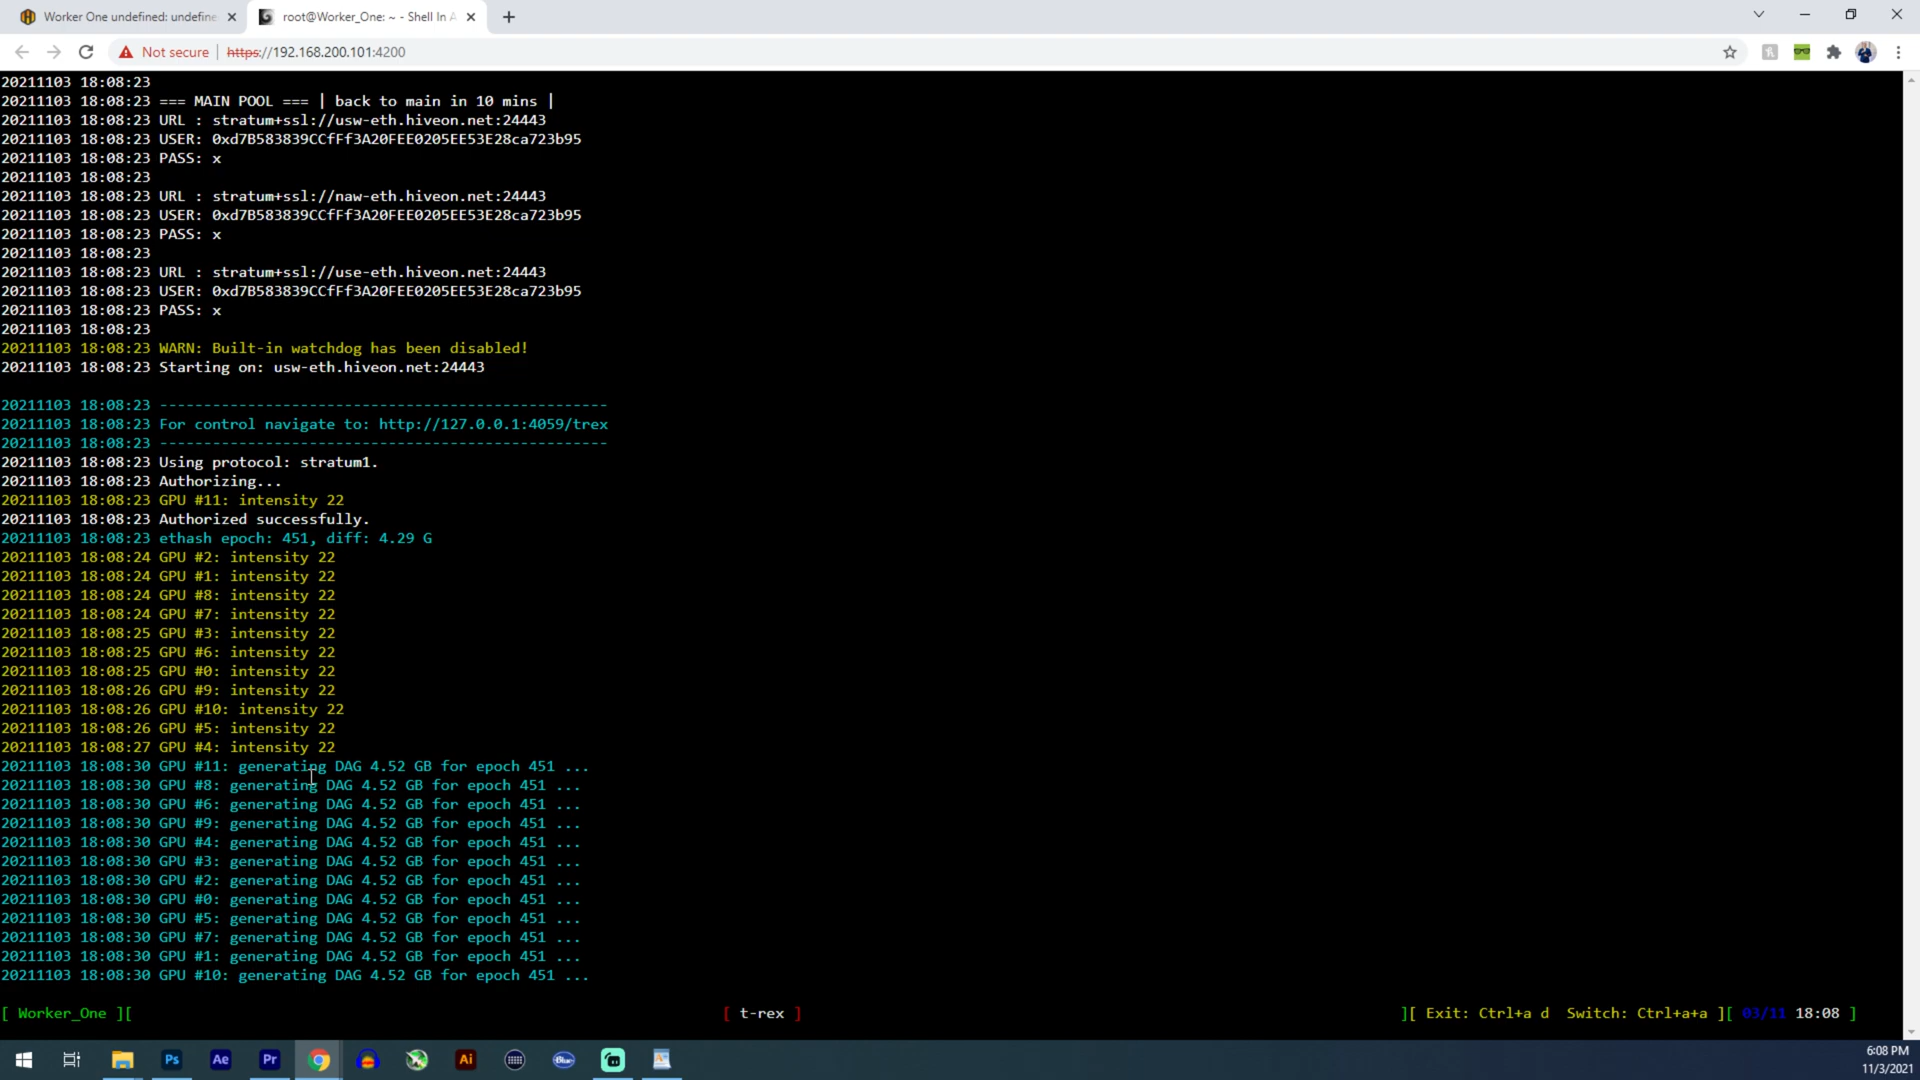 Worker One undefined: undefine
root@Worker_One: ~ - Shell In A
Not secure
https://192.168.200.101:4200
20211103 18:08:23
20211103 18:08:23 === MAIN POOL === | back to main in 10 mins |
20211103 18:08:23 URL : stratum+ssl://usw-eth.hiveon.net:24443
20211103 18:08:23 USER: 0xd7B583839CCfFf3A20FEE0205EE53E28ca723b95
20211103 18:08:23 PASS: x
20211103 18:08:23
20211103 18:08:23 URL : stratum+ssl://naw-eth.hiveon.net:24443
20211103 18:08:23 USER: 0xd7B583839CCfFf3A20FEE0205EE53E28ca723b95
20211103 18:08:23 PASS: x
20211103 18:08:23
20211103 18:08:23 URL : stratum+ssl://use-eth.hiveon.net:24443
20211103 18:08:23 USER: 0xd7B583839CCfFf3A20FEE0205EE53E28ca723b95
20211103 18:08:23 PASS: x
20211103 18:08:23
20211103 18:08:23 WARN: Built-in watchdog has been disabled!
20211103 18:08:23 Starting on: usw-eth.hiveon.net:24443
20211103 18:08:23 ---------------------------------------------------
20211103 18:08:23 For control navigate to: http://127.0.0.1:4059/trex
20211103 18:08:23 ---------------------------------------------------
20211103 18:08:23 Using protocol: stratum1.
20211103 18:08:23 Authorizing...
20211103 18:08:23 GPU #11: intensity 22
20211103 18:08:23 Authorized successfully.
20211103 18:08:23 ethash epoch: 451, diff: 4.29 G
20211103 18:08:24 GPU #2: intensity 22
20211103 18:08:24 GPU #1: intensity 22
20211103 18:08:24 GPU #8: intensity 22
20211103 18:08:24 GPU #7: intensity 22
20211103 18:08:25 GPU #3: intensity 22
20211103 18:08:25 GPU #6: intensity 22
20211103 18:08:25 GPU #0: intensity 22
20211103 18:08:26 GPU #9: intensity 22
20211103 18:08:26 GPU #10: intensity 22
20211103 18:08:26 GPU #5: intensity 22
20211103 18:08:27 GPU #4: intensity 22
20211103 18:08:30 GPU #11: generating DAG 4.52 GB for epoch 451 ...
20211103 18:08:30 GPU #8: generating DAG 4.52 GB for epoch 451 ...
20211103 18:08:30 GPU #6: generating DAG 4.52 GB for epoch 451 ...
20211103 18:08:30 GPU #9: generating DAG 4.52 GB for epoch 451 ...
20211103 18:08:30 GPU #4: generating DAG 4.52 GB for epoch 451 ...
20211103 18:08:30 GPU #3: generating DAG 4.52 GB for epoch 451 ...
20211103 18:08:30 GPU #2: generating DAG 4.52 GB for epoch 451 ...
20211103 18:08:30 GPU #0: generating DAG 4.52 GB for epoch 451 ...
20211103 18:08:30 GPU #5: generating DAG 4.52 GB for epoch 451 ...
20211103 18:08:30 GPU #7: generating DAG 4.52 GB for epoch 451 ...
20211103 18:08:30 GPU #1: generating DAG 4.52 GB for epoch 451 ...
20211103 18:08:30 GPU #10: generating DAG 4.52 GB for epoch 451 ...
[ Worker_One ][ [ t-rex ] ][ Exit: Ctrl+a d Switch: Ctrl+a+a ][ 03/11 18:08 ]
Ps Ae Pr Ai Blue
6:08 PM
11/3/2021